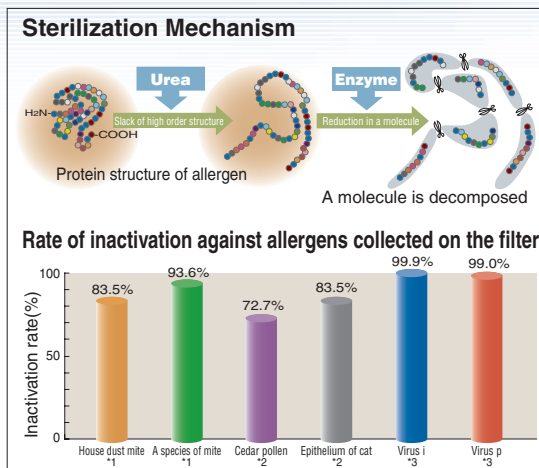 Sterilization Mechanism
Urea
Enzyme
H2N
Slack of high order structure
Reduction in a molecule
COOH
Protein structure of allergen
A molecule is decomposed
Rate of inactivation against allergens collected on the filter
Inactivation rate(%)
100
50
0
83.5%
93.6%
72.7%
83.5%
99.9%
99.0%
House dust mite
*1
A species of mite
*1
Cedar pollen
*2
Epithelium of cat
*2
Virus i
*3
Virus p
*3